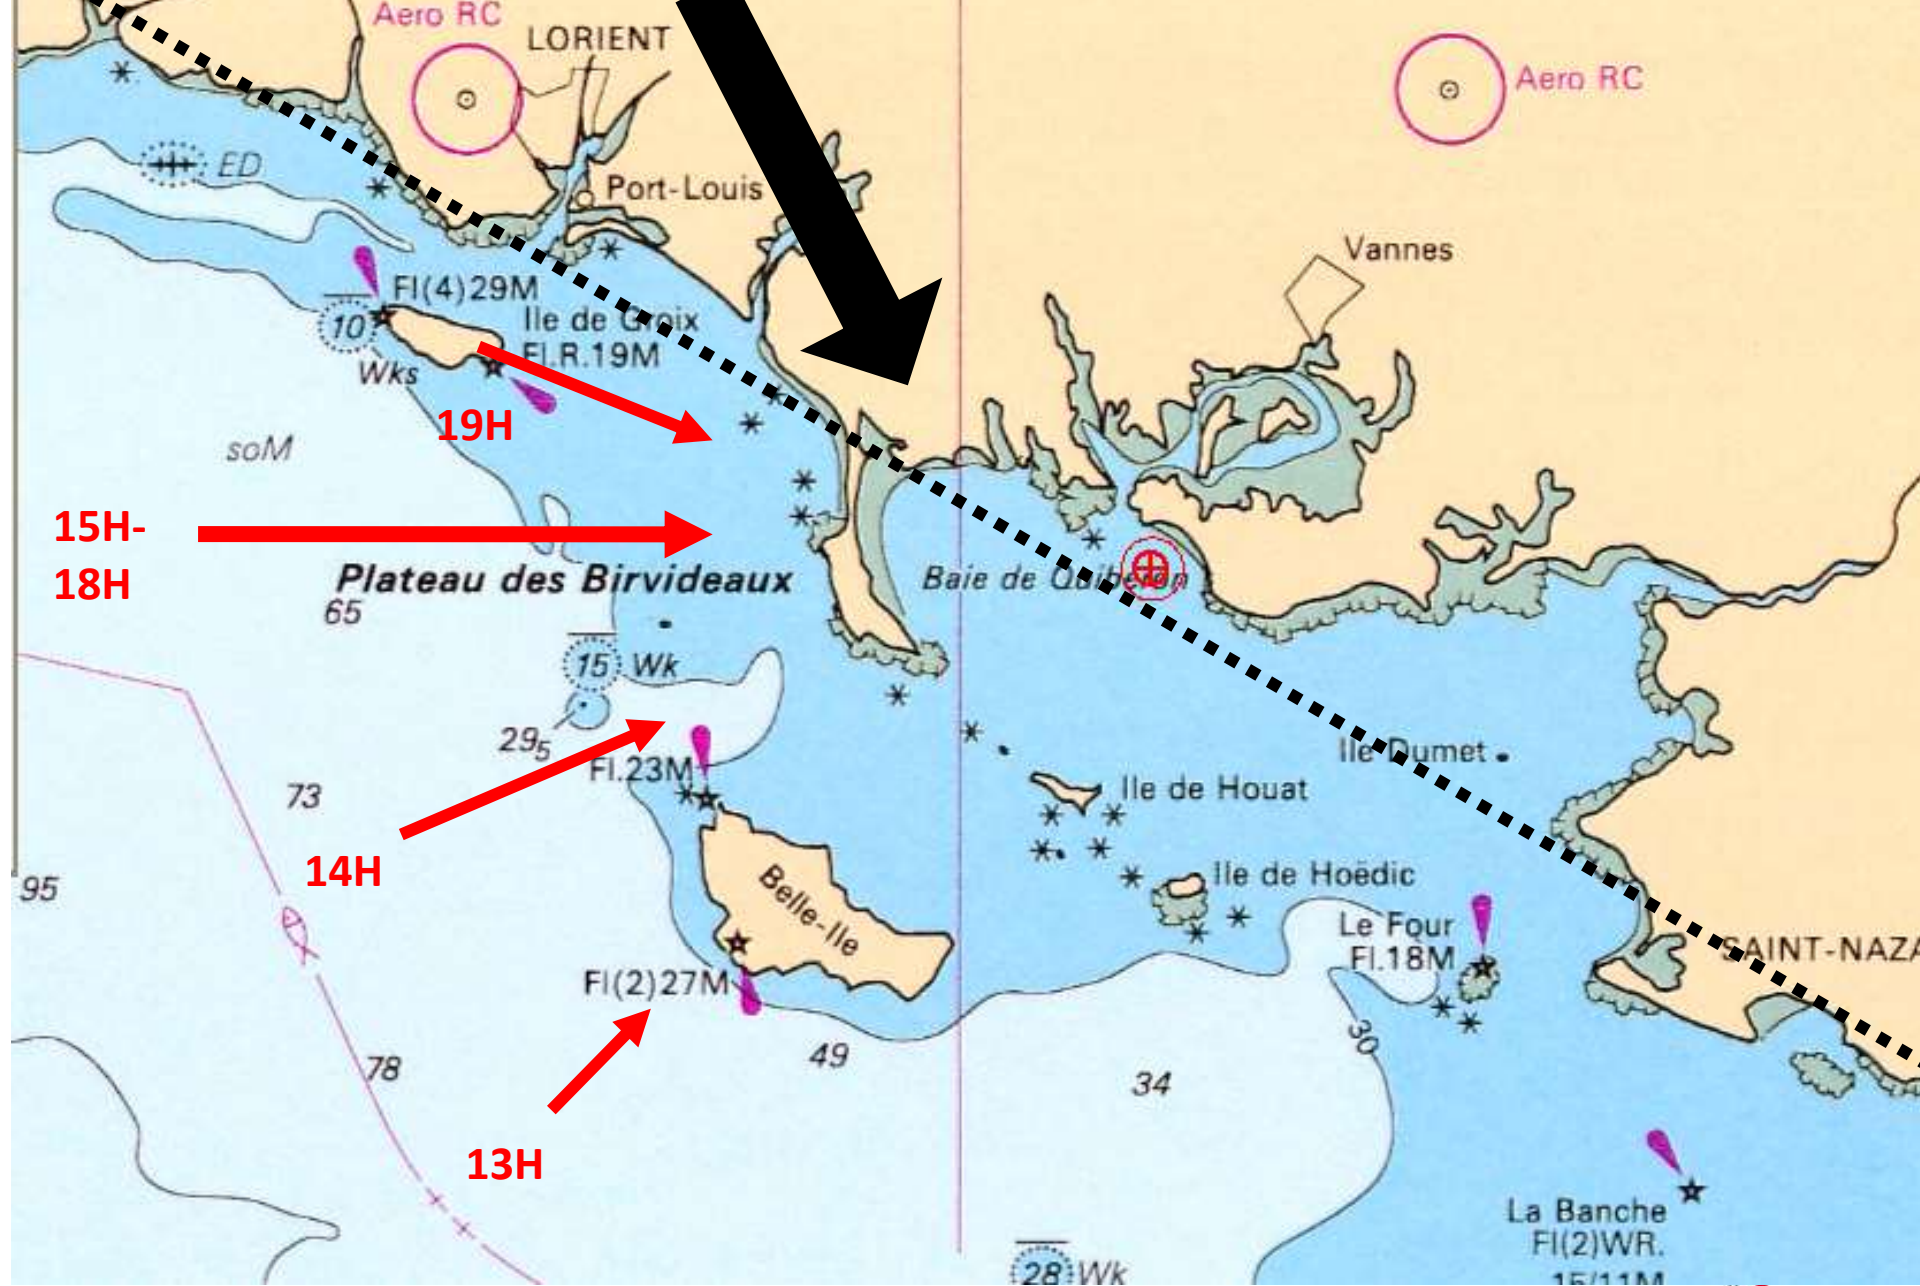 Aero RC
LORIENT
Aero RC
ED
Port-Louis
Vannes
Fl(4)29M
10
Ile de Groix
Fl.R.19M
Wks
19H
soM
15H-
18H
Plateau des Birvideaux
Baie de Quiberon
65
15 Wk
29₅
Fl.23M
Ile Dumet
73
Ile de Houat
14H
95
Belle-Ile
Ile de Hoëdic
Le Four
Fl.18M
SAINT-NAZA
Fl(2)27M
30
49
78
34
13H
La Banche
Fl(2)WR.
15/11M
28 Wk